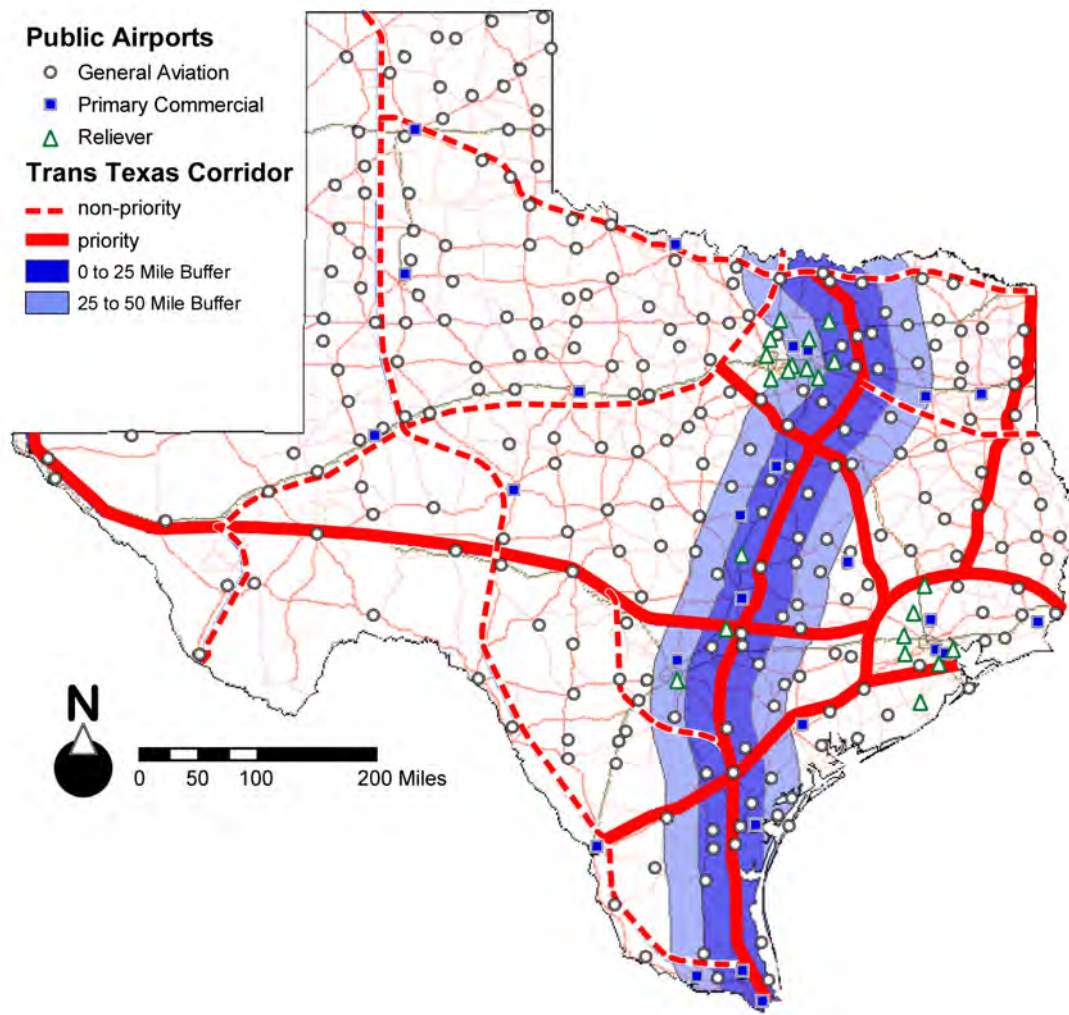 Public Airports
General Aviation
Primary Commercial
Reliever
Trans Texas Corridor
non-priority
priority
0 to 25 Mile Buffer
25 to 50 Mile Buffer
N
0 50 100 200 Miles